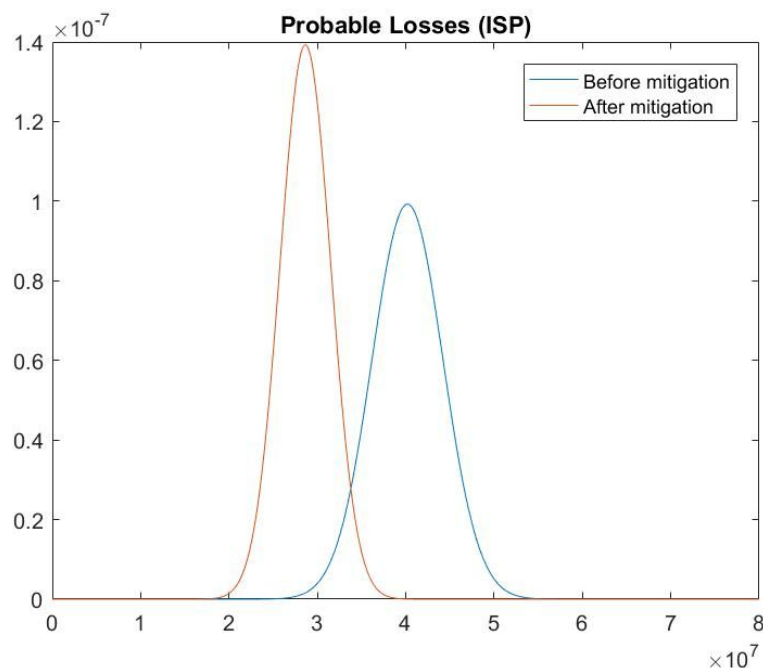 Probable Losses (ISP)
×10-7
Before mitigation
After mitigation
1.4
1.2
1
0.8
0.6
0.4
0.2
0
0 1 2 3 4 5 6 7 8
×107